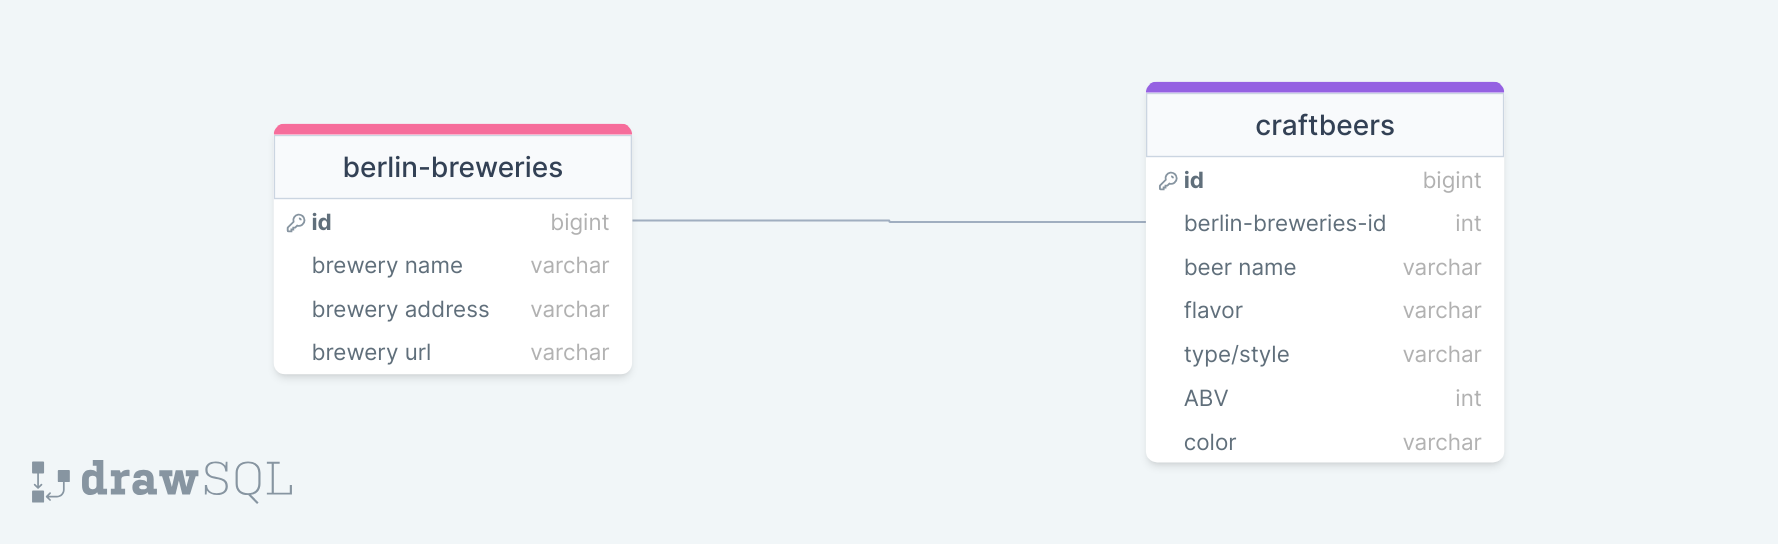 berlin-breweries
id bigint
brewery name varchar
brewery address varchar
brewery url varchar
craftbeers
id bigint
berlin-breweries-id int
beer name varchar
flavor varchar
type/style varchar
ABV int
color varchar
drawSQL